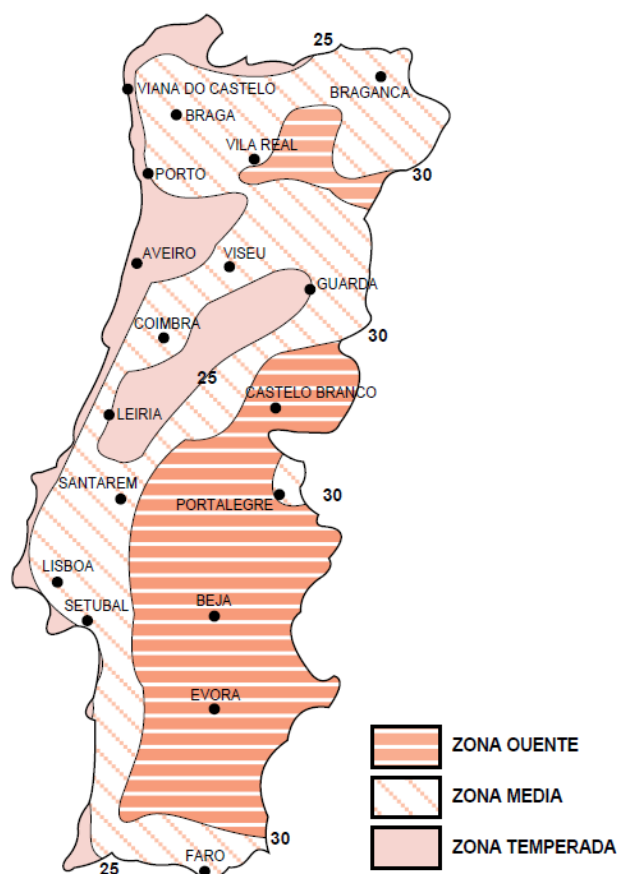 25
BRAGANCA
VIANA DO CASTELO
BRAGA
VILA REAL
30
PORTO
AVEIRO
VISEU
GUARDA
COIMBRA
30
25
CASTELO BRANCO
LEIRIA
SANTAREM
PORTALEGRE
30
LISBOA
SETUBAL
BEJA
EVORA
ZONA OUENTE
ZONA MEDIA
30
ZONA TEMPERADA
FARO
25